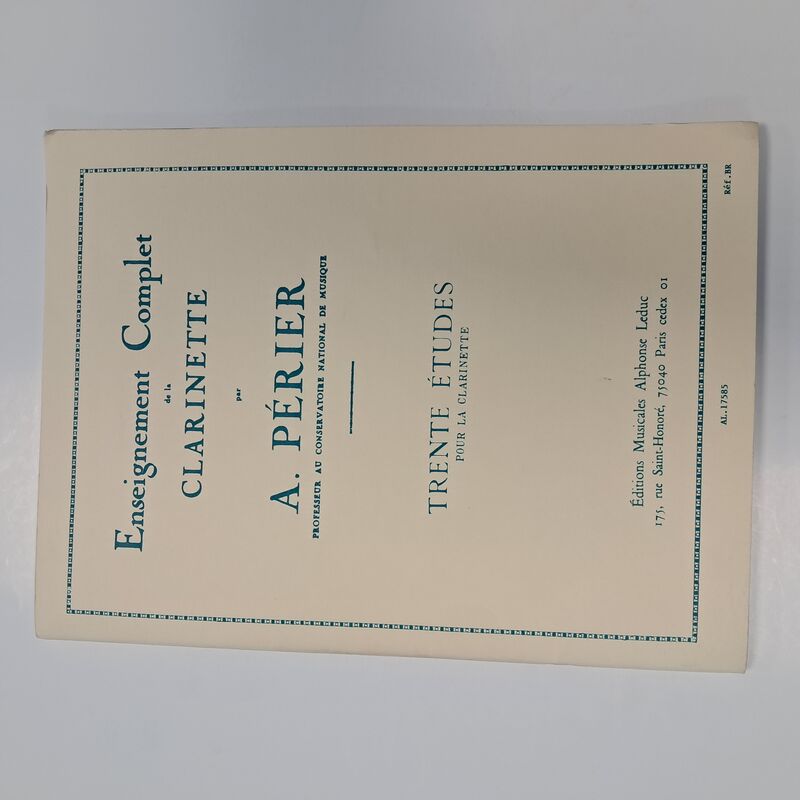 Enseignement Complet
de la
CLARINETTE
par
A. PÉRIER
PROFESSEUR AU CONSERVATOIRE NATIONAL DE MUSIQUE
TRENTE ÉTUDES
POUR LA CLARINETTE
Éditions Musicales Alphonse Leduc
175, rue Saint-Honoré, 75040 Paris cedex 01
AL.17585
Réf.BR